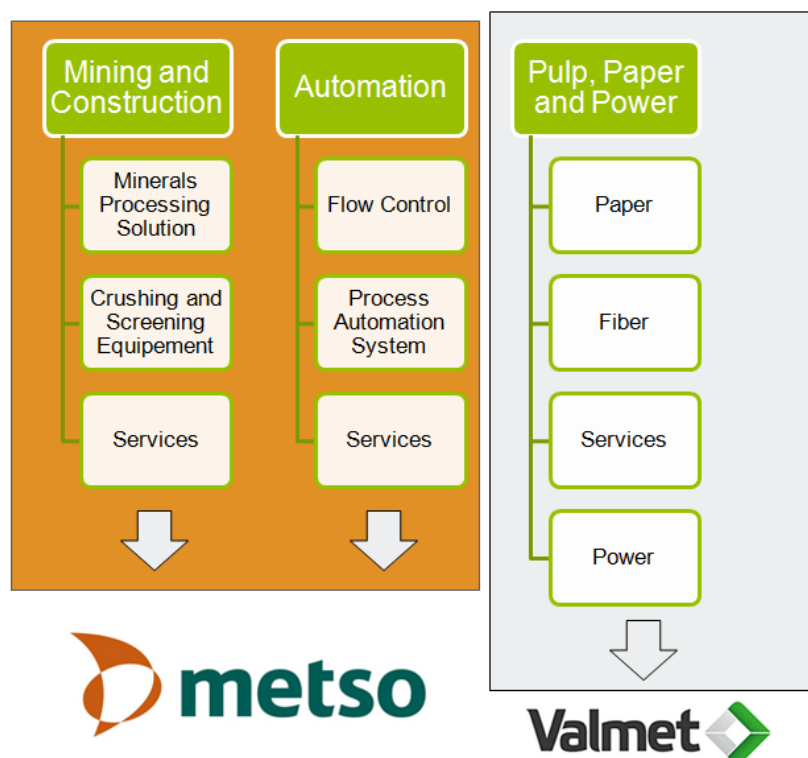 Mining and
Construction
Minerals
Processing
Solution
Crushing and
Screening
Equipement
Services
Automation
Flow Control
Process
Automation
System
Services
Pulp, Paper
and Power
Paper
Fiber
Services
Power
metso
Valmet